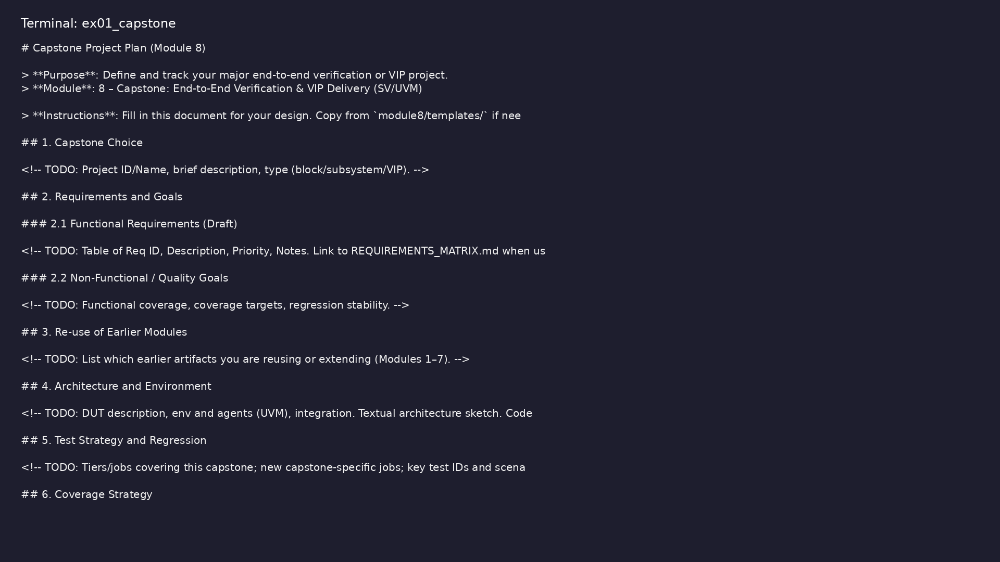 Terminal: ex01_capstone
# Capstone Project Plan (Module 8)
> **Purpose**: Define and track your major end-to-end verification or VIP project.
> **Module**: 8 – Capstone: End-to-End Verification & VIP Delivery (SV/UVM)
> **Instructions**: Fill in this document for your design. Copy from `module8/templates/` if nee
## 1. Capstone Choice
<!-- TODO: Project ID/Name, brief description, type (block/subsystem/VIP). -->
## 2. Requirements and Goals
### 2.1 Functional Requirements (Draft)
<!-- TODO: Table of Req ID, Description, Priority, Notes. Link to REQUIREMENTS_MATRIX.md when us
### 2.2 Non-Functional / Quality Goals
<!-- TODO: Functional coverage, coverage targets, regression stability. -->
## 3. Re-use of Earlier Modules
<!-- TODO: List which earlier artifacts you are reusing or extending (Modules 1–7). -->
## 4. Architecture and Environment
<!-- TODO: DUT description, env and agents (UVM), integration. Textual architecture sketch. Code
## 5. Test Strategy and Regression
<!-- TODO: Tiers/jobs covering this capstone; new capstone-specific jobs; key test IDs and scena
## 6. Coverage Strategy